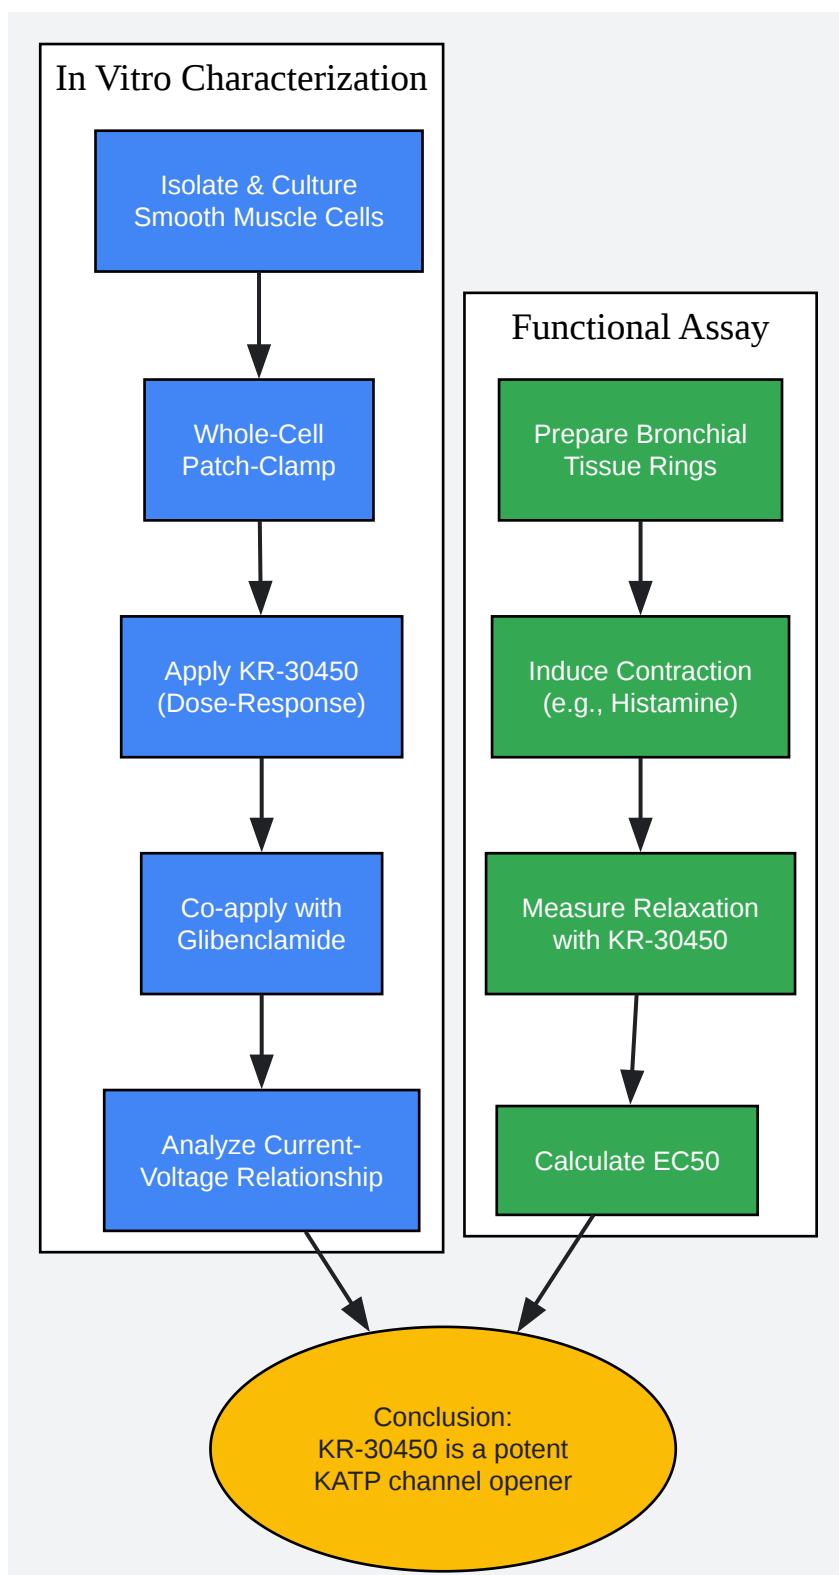 In Vitro Characterization
Isolate & Culture
Smooth Muscle Cells
Whole-Cell
Patch-Clamp
Apply KR-30450
(Dose-Response)
Co-apply with
Glibenclamide
Analyze Current-
Voltage Relationship
Functional Assay
Prepare Bronchial
Tissue Rings
Induce Contraction
(e.g., Histamine)
Measure Relaxation
with KR-30450
Calculate EC50
Conclusion:
KR-30450 is a potent
KATP channel opener